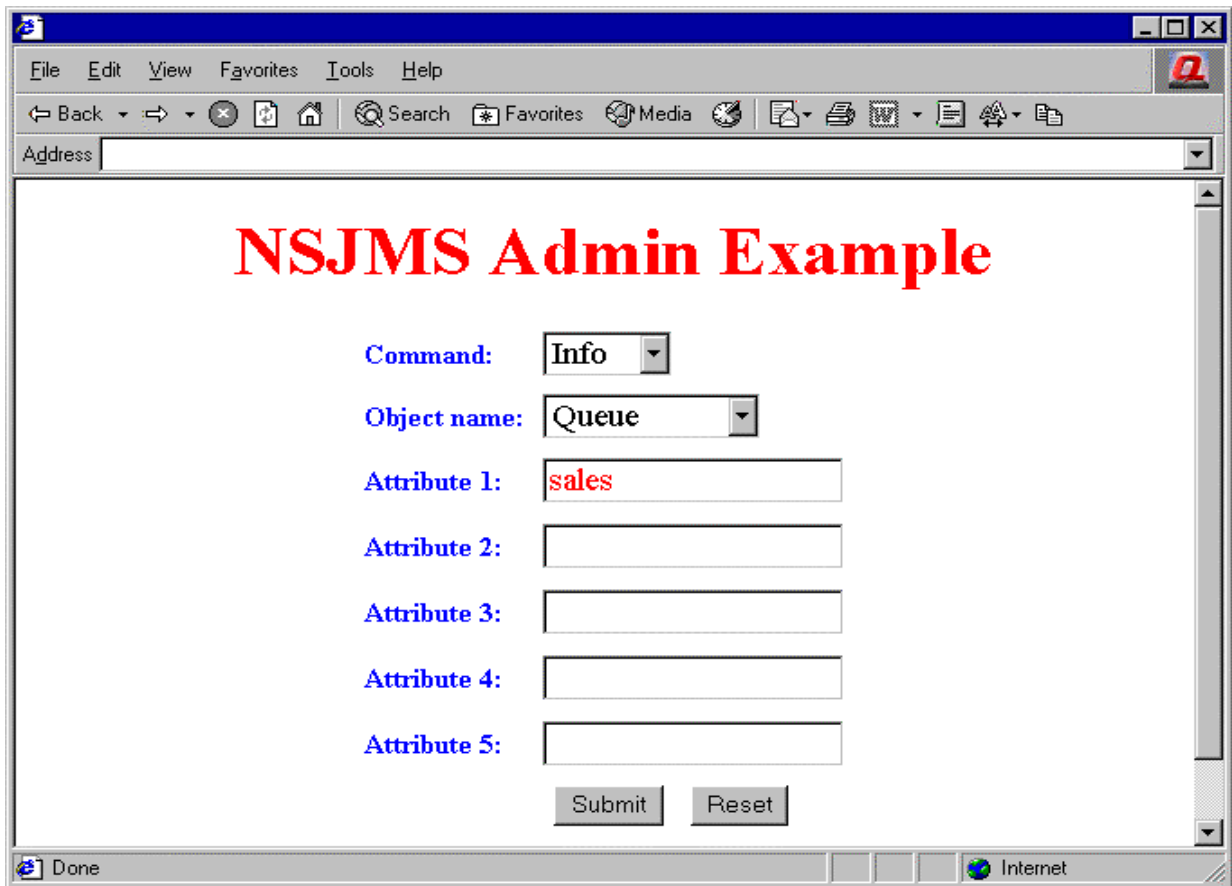 File Edit View Favorites Tools Help
Back Search Favorites Media
Address
NSJMS Admin Example
Command: Info
Object name: Queue
Attribute 1: sales
Attribute 2:
Attribute 3:
Attribute 4:
Attribute 5:
Submit Reset
Done Internet